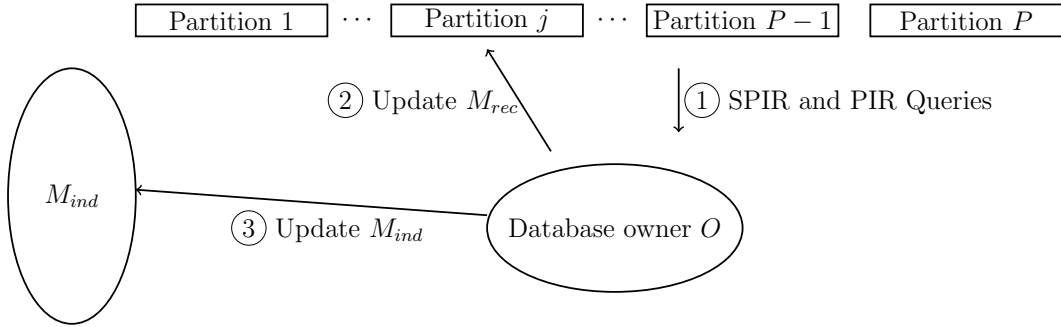 Partition 1 ··· Partition j ··· Partition P − 1 Partition P
② Update M_rec
① SPIR and PIR Queries
M_ind
③ Update M_ind
Database owner O